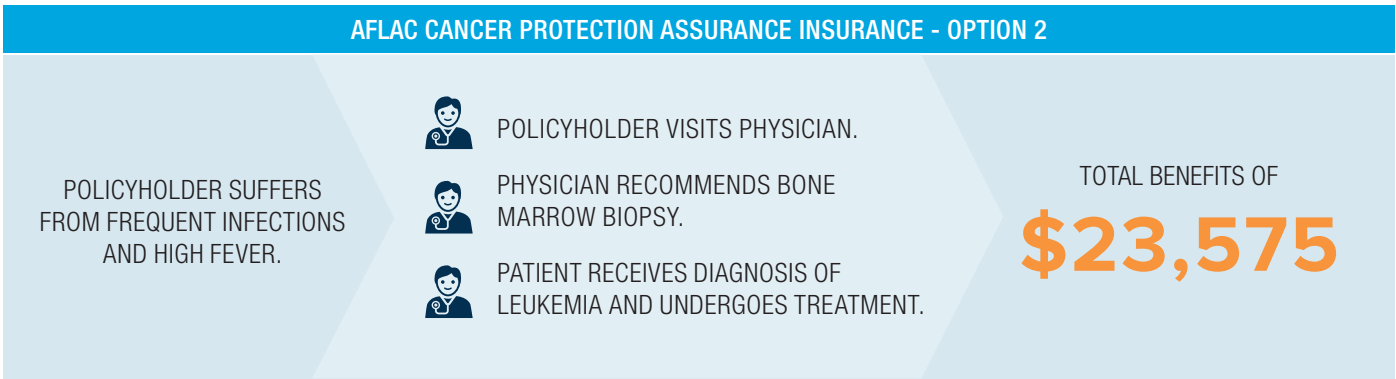 AFLAC CANCER PROTECTION ASSURANCE INSURANCE - OPTION 2
POLICYHOLDER SUFFERS
FROM FREQUENT INFECTIONS
AND HIGH FEVER.
POLICYHOLDER VISITS PHYSICIAN.
PHYSICIAN RECOMMENDS BONE
MARROW BIOPSY.
PATIENT RECEIVES DIAGNOSIS OF
LEUKEMIA AND UNDERGOES TREATMENT.
TOTAL BENEFITS OF
$23,575